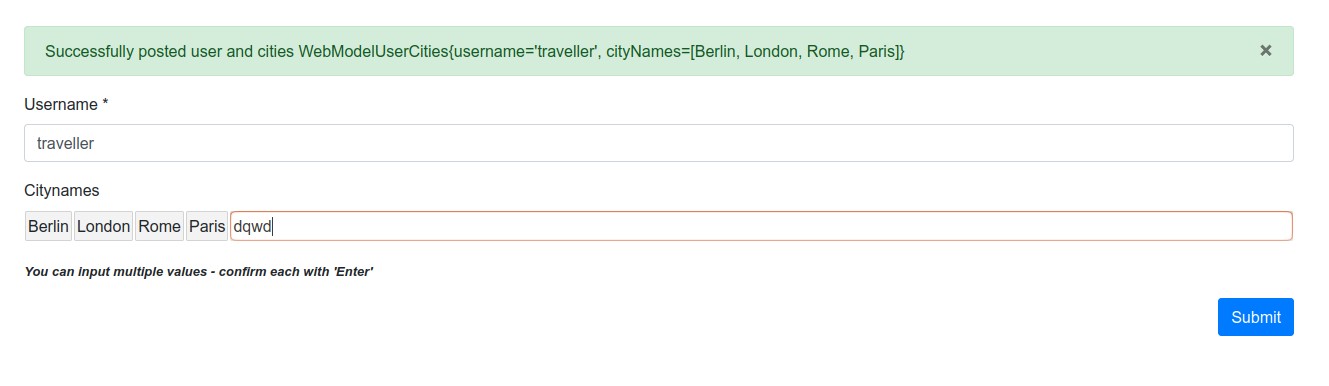 Successfully posted user and cities WebModelUserCities{username='traveller', cityNames=[Berlin, London, Rome, Paris]} ×
Username *
traveller
Citynames
Berlin London Rome Paris dqwd
You can input multiple values - confirm each with 'Enter'
Submit